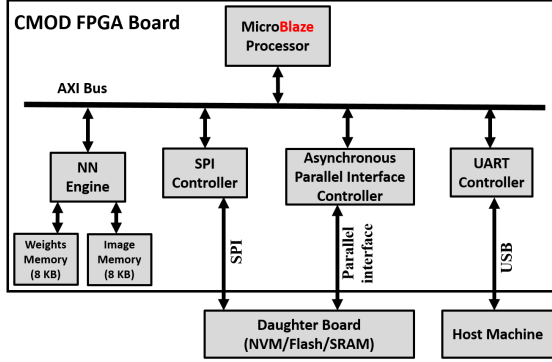 CMOD FPGA Board
MicroBlaze
Processor
AXI Bus
NN
Engine
SPI
Controller
Asynchronous
Parallel Interface
Controller
UART
Controller
Weights
Memory
(8 KB)
Image
Memory
(8 KB)
SPI
Parallel
interface
USB
Daughter Board
(NVM/Flash/SRAM)
Host Machine